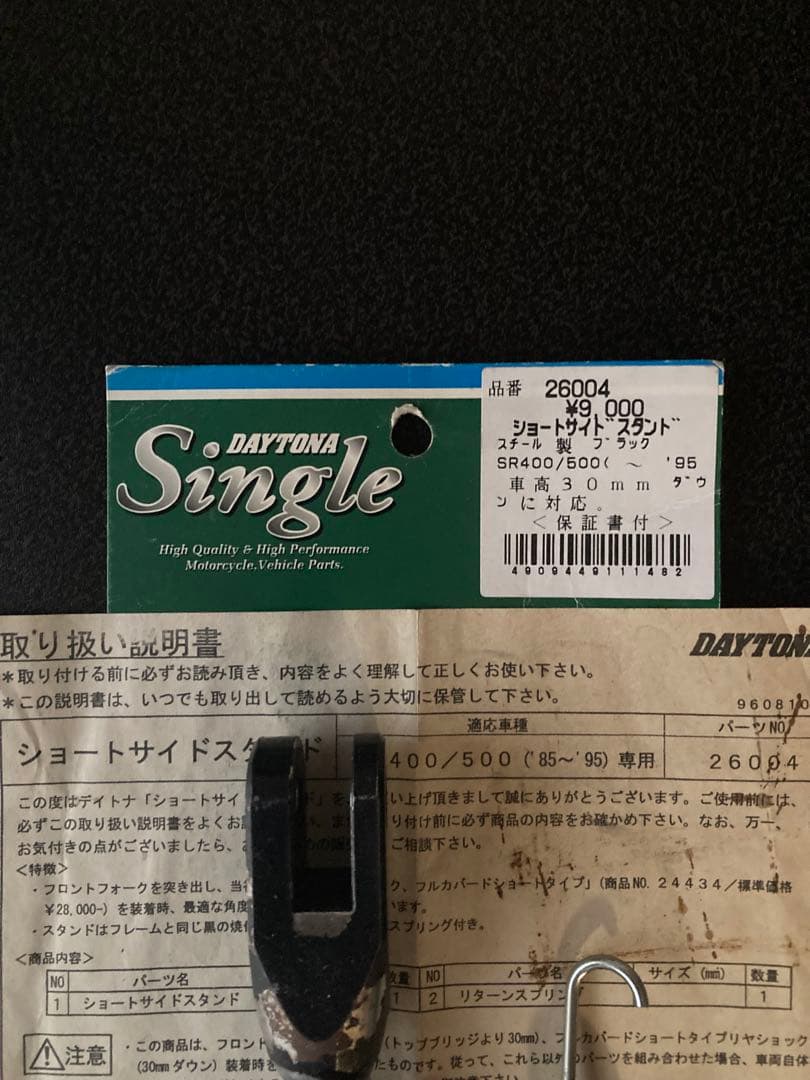 品番 26004
¥9,000
ショートサイドスタンド
スチール 製 ブラック
SR400/500( ～ '95
車高30mm ダウ
ンに対応。
<保証書付>
4909449111482
DAYTONA
Single
High Quality & High Performance
Motorcycle.Vehicle Parts.
取り扱い説明書
DAYTONA
*取り付ける前に必ずお読み頂き、内容をよく理解して正しくお使い下さい。
*この説明書は、いつでも取り出して読めるよう大切に保管して下さい。
960810
適応車種 パーツNO
ショートサイドスタンド 400/500 ('85～'95) 専用 26004
この度はデイトナ「ショートサイ い上げ頂きまして誠にありがとうございます。ご使用前には、
必ずこの取り扱い説明書をよくお読 り付け前に必ず商品の内容をお確かめ下さい。なお、万一、
お気付きの点がございましたら、 ご相談下さい。
<特徴>
・フロントフォークを突き出し、当 ク、フルカバードショートタイプ」(商品NO. 24434/標準価格
¥28,000-) を装着時、最適な角度 います。
・スタンドはフレームと同じ黒の焼 スプリング付き。
<商品内容>
NO パーツ名 数量 NO パーツ名 サイズ (mm) 数量
1 ショートサイドスタンド 1 2 リターンスプリング 1
注意
・この商品は、フロント (トップブリッジより30mm)、フルカバードショートタイプリヤショック
(30mmダウン) 装着時を たものです。従って、これら以外のパーツを組み合わせた場合、車両自体